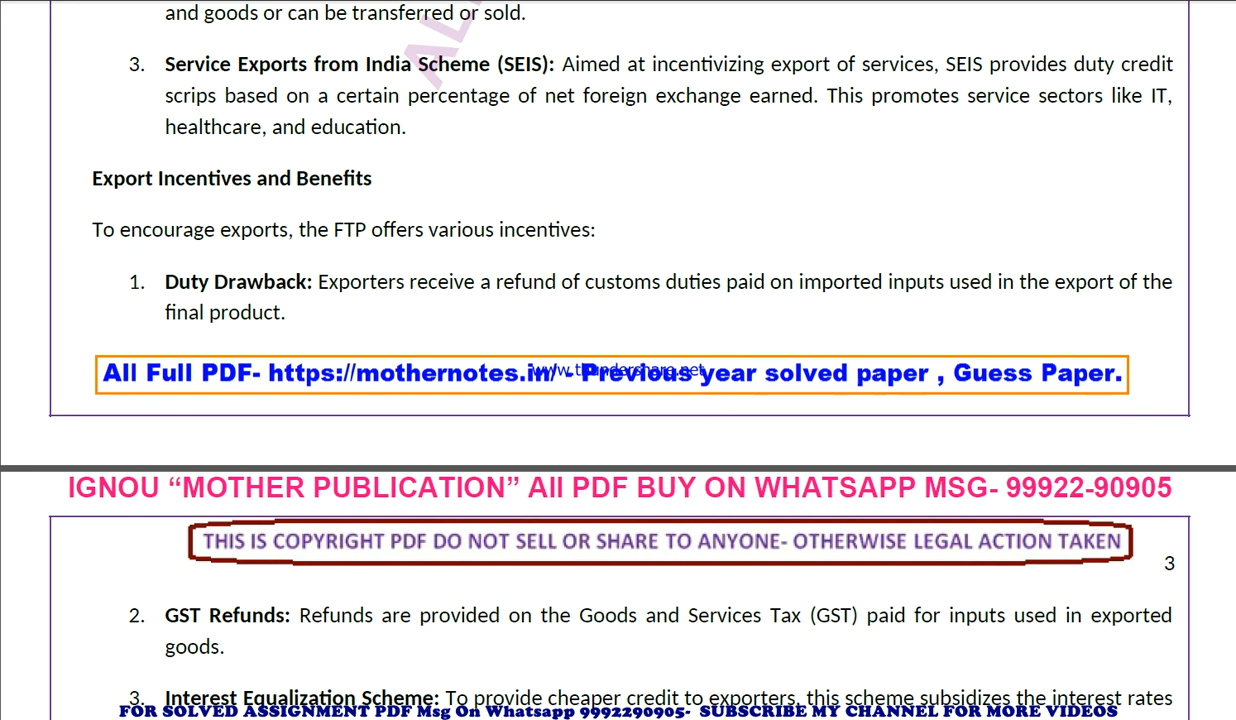 and goods or can be transferred or sold.
3. Service Exports from India Scheme (SEIS): Aimed at incentivizing export of services, SEIS provides duty credit
scrips based on a certain percentage of net foreign exchange earned. This promotes service sectors like IT,
healthcare, and education.
Export Incentives and Benefits
To encourage exports, the FTP offers various incentives:
1. Duty Drawback: Exporters receive a refund of customs duties paid on imported inputs used in the export of the
final product.
All Full PDF- https://mothernotes.in/ - Previous year solved paper , Guess Paper.
IGNOU “MOTHER PUBLICATION” All PDF BUY ON WHATSAPP MSG- 99922-90905
THIS IS COPYRIGHT PDF DO NOT SELL OR SHARE TO ANYONE- OTHERWISE LEGAL ACTION TAKEN
3
2. GST Refunds: Refunds are provided on the Goods and Services Tax (GST) paid for inputs used in exported
goods.
3. Interest Equalization Scheme: To provide cheaper credit to exporters, this scheme subsidizes the interest rates
FOR SOLVED ASSIGNMENT PDF Msg On Whatsapp 9992290905- SUBSCRIBE MY CHANNEL FOR MORE VIDEOS